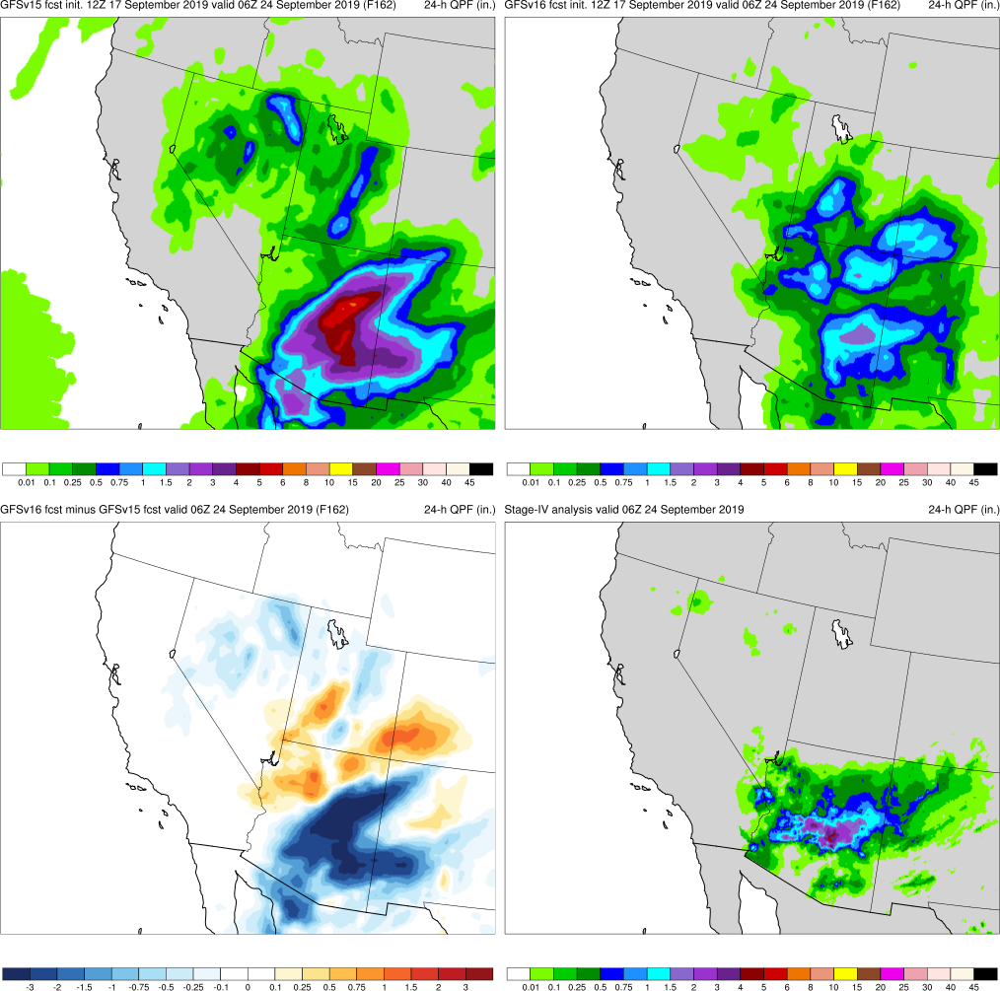 GFSv15 fcst init. 12Z 17 September 2019 valid 06Z 24 September 2019 (F162) 24-h QPF (in.)
GFSv16 fcst init. 12Z 17 September 2019 valid 06Z 24 September 2019 (F162) 24-h QPF (in.)
0.01 0.1 0.25 0.5 0.75 1 1.5 2 3 4 5 6 8 10 15 20 25 30 40 45
0.01 0.1 0.25 0.5 0.75 1 1.5 2 3 4 5 6 8 10 15 20 25 30 40 45
GFSv16 fcst minus GFSv15 fcst valid 06Z 24 September 2019 (F162) 24-h QPF (in.)
Stage-IV analysis valid 06Z 24 September 2019 24-h QPF (in.)
-3 -2 -1.5 -1 -0.75 -0.5 -0.25 -0.1 0 0.1 0.25 0.5 0.75 1 1.5 2 3
0.01 0.1 0.25 0.5 0.75 1 1.5 2 3 4 5 6 8 10 15 20 25 30 40 45